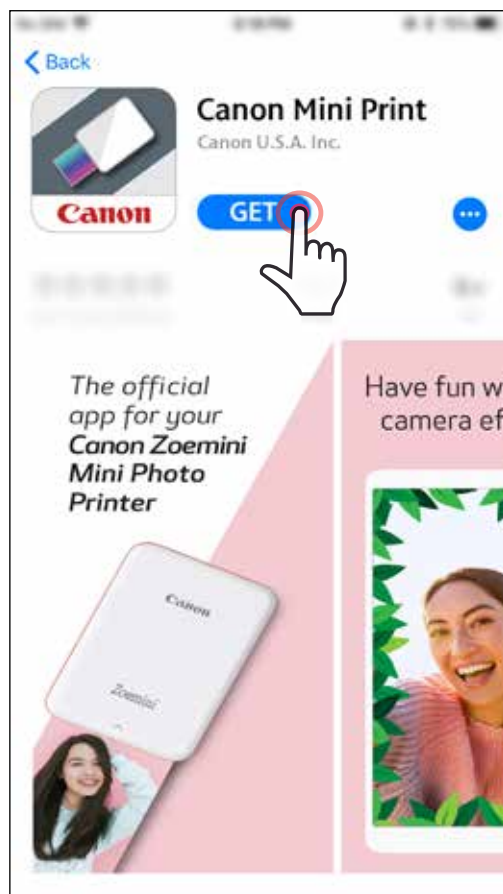 Back
Canon Mini Print
Canon U.S.A. Inc.
Canon
GET
The official
app for your
Canon Zoemini
Mini Photo
Printer
Have fun w
camera ef
Canon
Zoemini